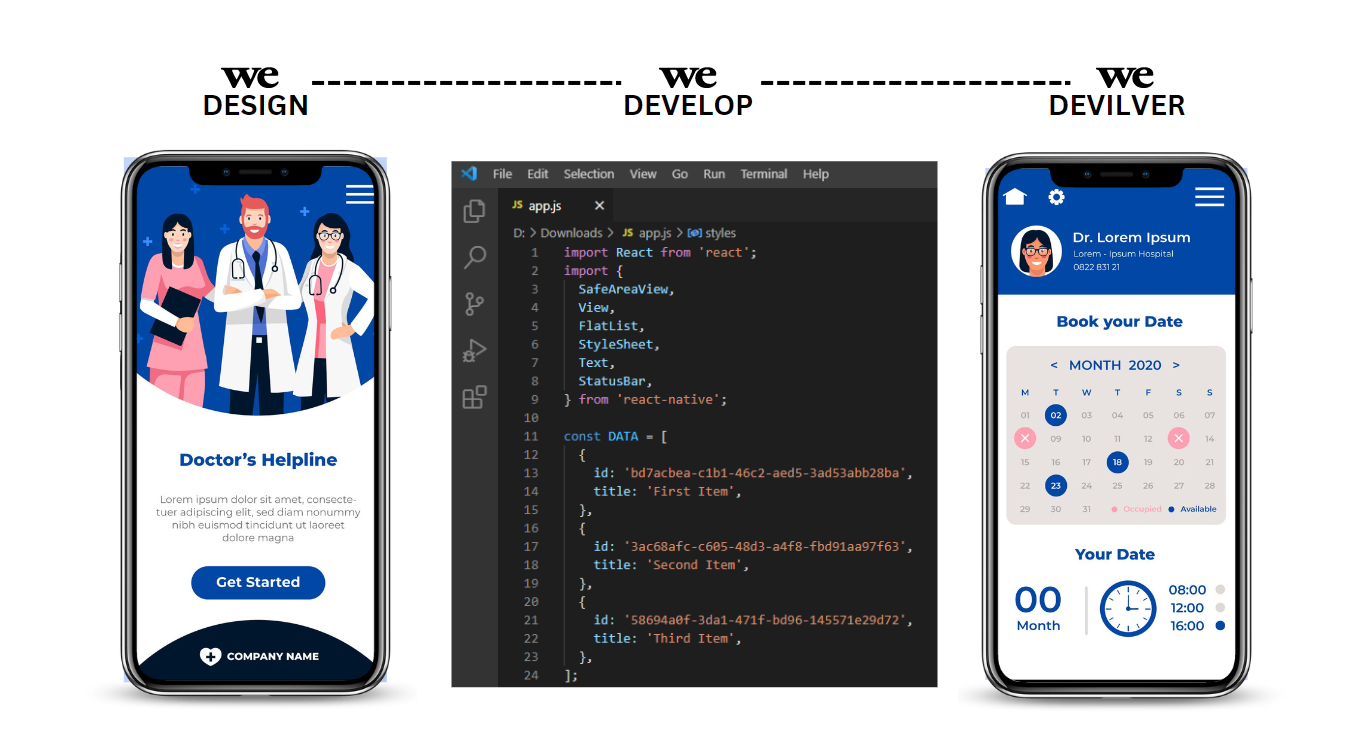 we
DESIGN
we
DEVELOP
we
DEVILVER
Doctor's Helpline
Lorem ipsum dolor sit amet, consecte-
tuer adipiscing elit, sed diam nonummy
nibh euismod tincidunt ut laoreet
dolore magna
Get Started
COMPANY NAME
File Edit Selection View Go Run Terminal Help
JS app.js ✕
D: > Downloads > JS app.js > styles
1 import React from 'react';
2 import {
3 SafeAreaView,
4 View,
5 FlatList,
6 StyleSheet,
7 Text,
8 StatusBar,
9 } from 'react-native';
10
11 const DATA = [
12 {
13 id: 'bd7acbea-c1b1-46c2-aed5-3ad53abb28ba',
14 title: 'First Item',
15 },
16 {
17 id: '3ac68afc-c605-48d3-a4f8-fbd91aa97f63',
18 title: 'Second Item',
19 },
20 {
21 id: '58694a0f-3da1-471f-bd96-145571e29d72',
22 title: 'Third Item',
23 },
24 ];
Dr. Lorem Ipsum
Lorem - Ipsum Hospital
0822 831 21
Book your Date
< MONTH 2020 >
M T W T F S S
01 02 03 04 05 06 07
09 10 11 12 14
15 16 17 18 19 20 21
22 23 24 25 26 27 28
29 30 31 Occupied Available
Your Date
00
Month
08:00
12:00
16:00